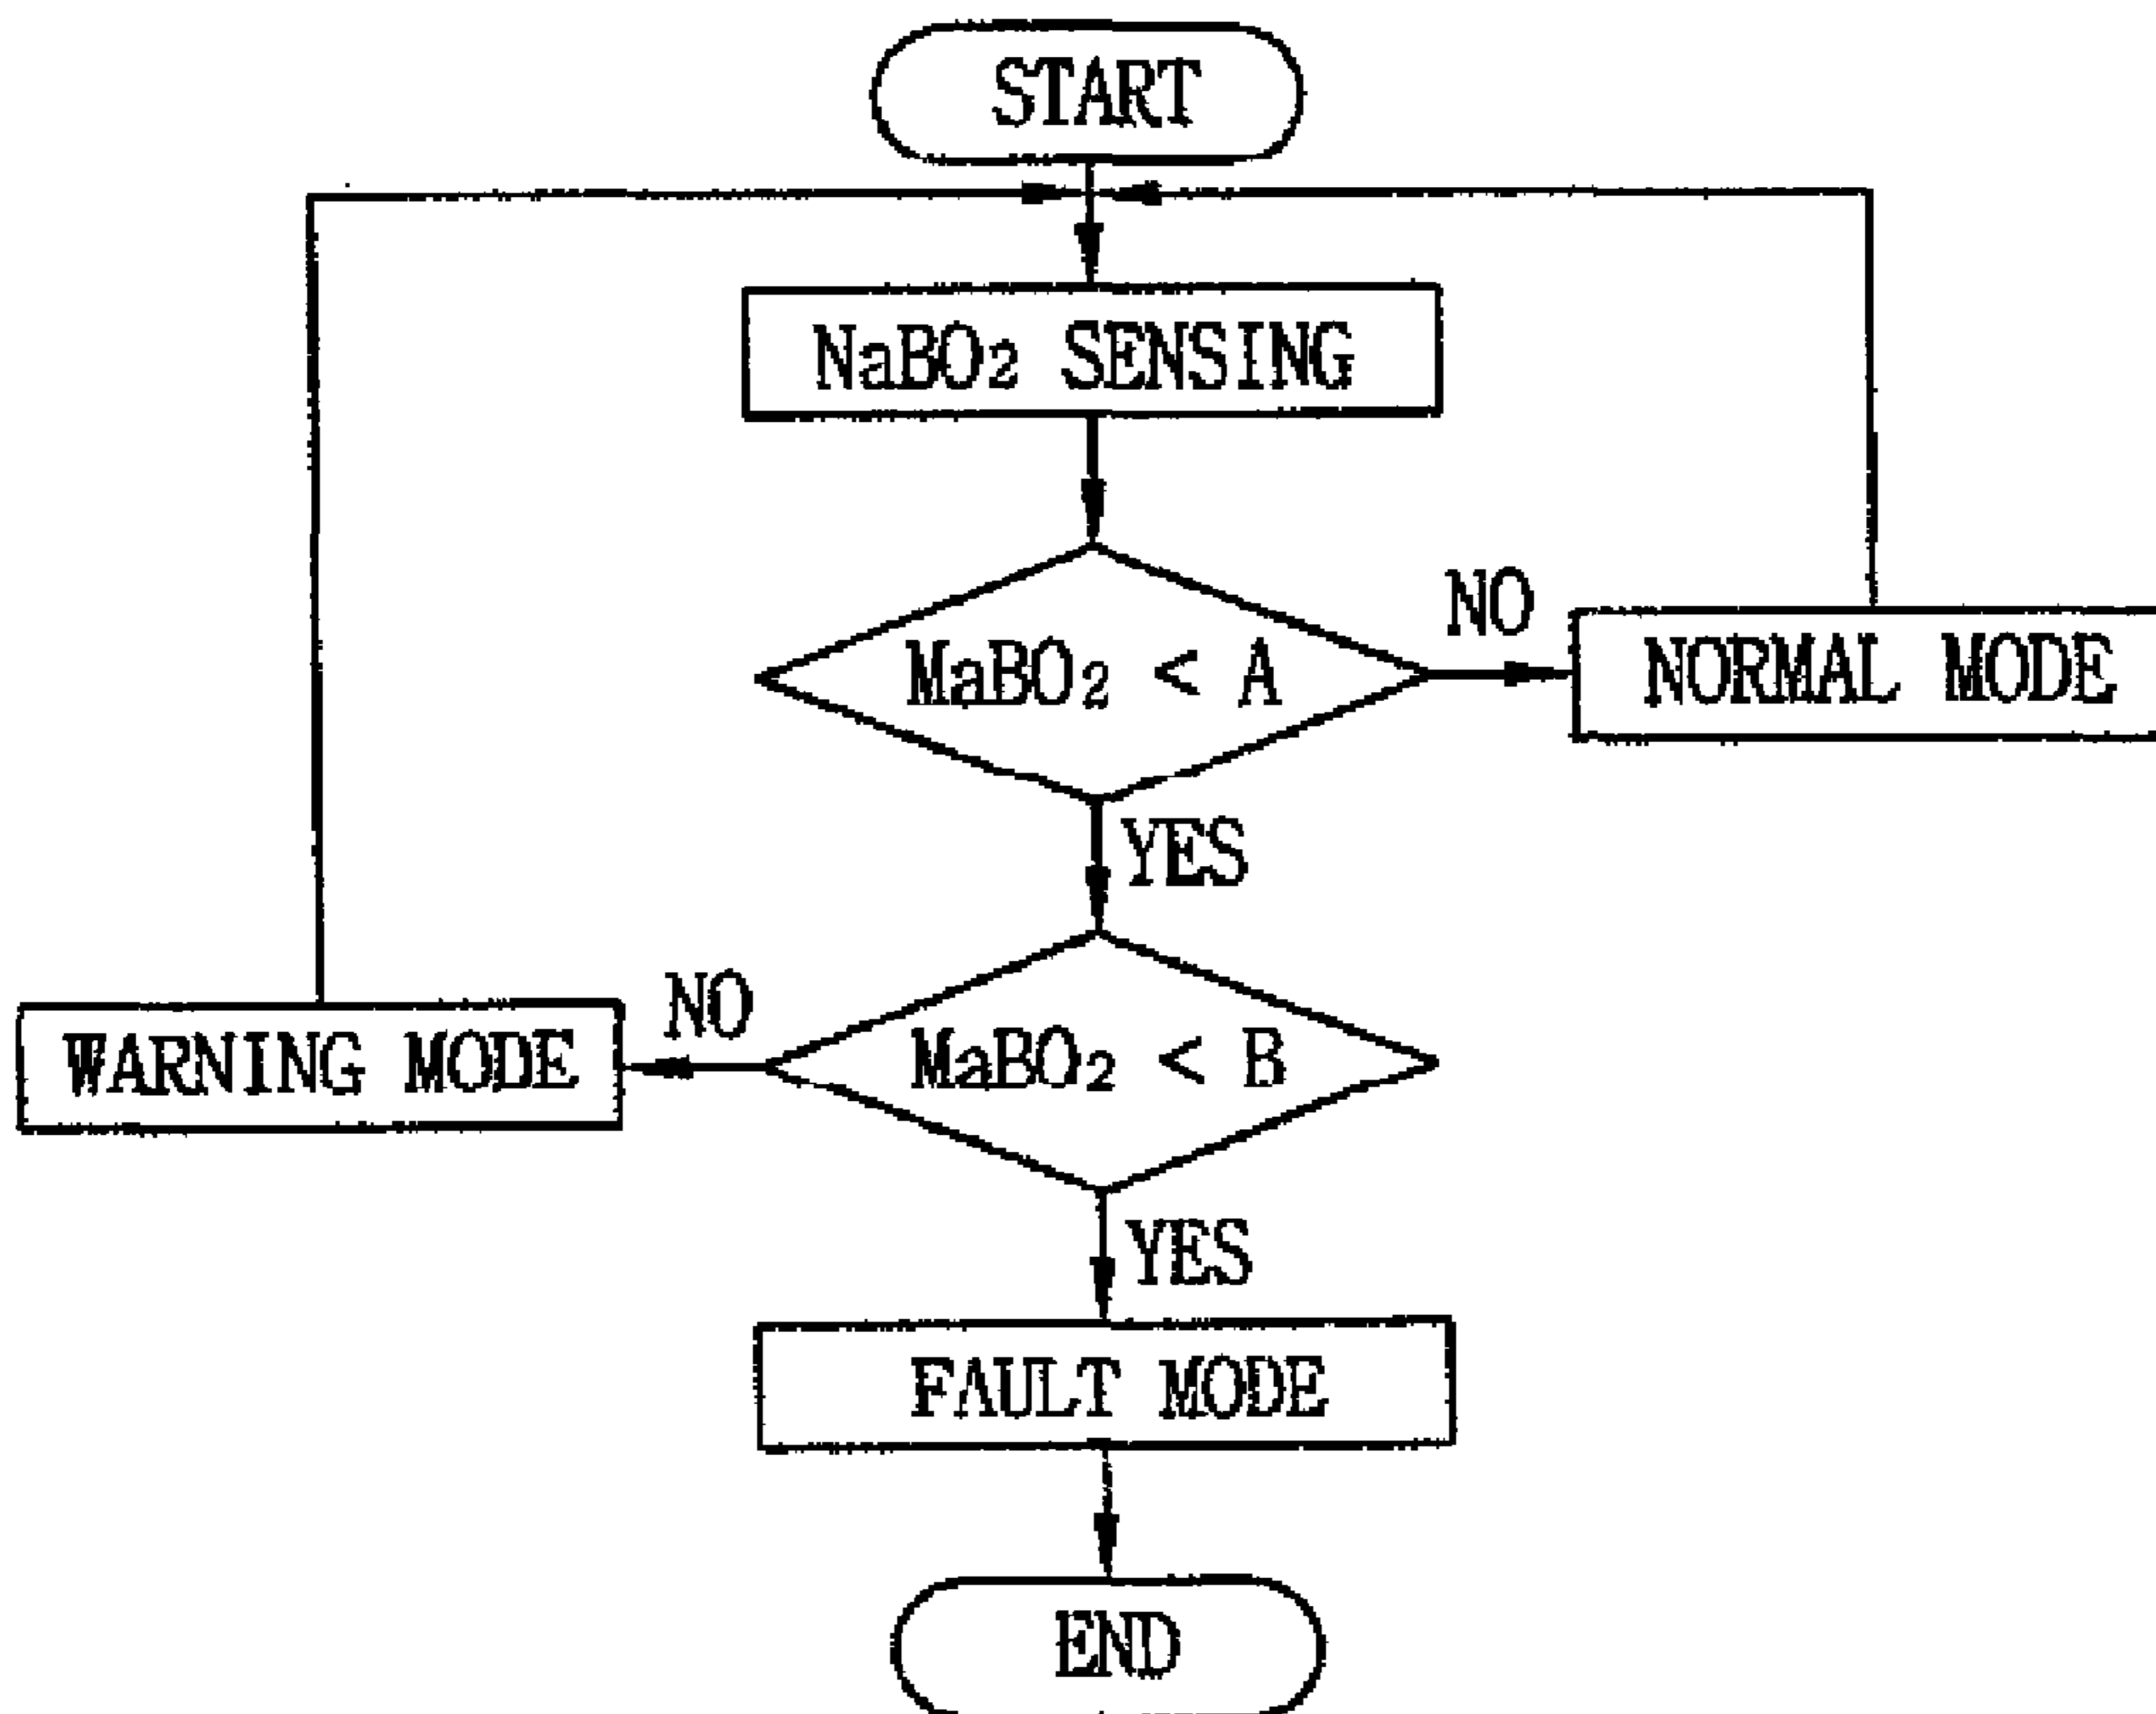 START
NaBO₂ SENSING
MaBO₂ < A
NO
NORMAL MODE
YES
NO
WARNING MODE
MaBO₂ < B
YES
FAULT MODE
END